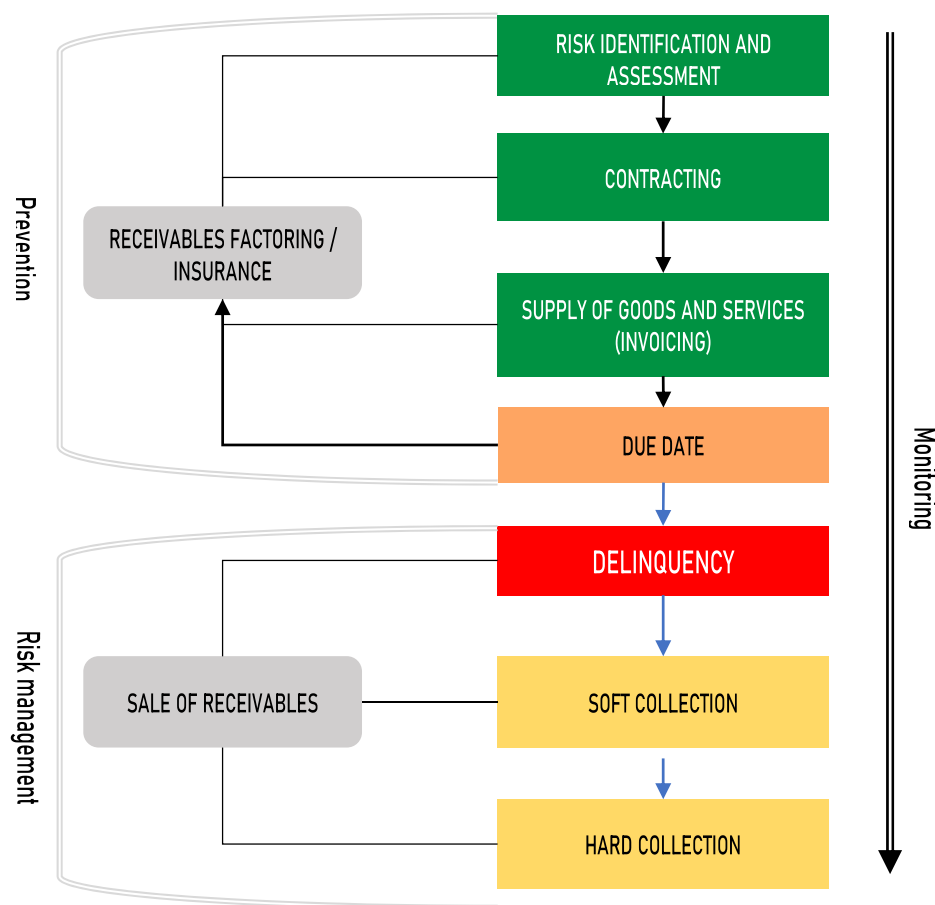 RISK IDENTIFICATION AND
ASSESSMENT
CONTRACTING
RECEIVABLES FACTORING /
INSURANCE
SUPPLY OF GOODS AND SERVICES
(INVOICING)
DUE DATE
Prevention
Monitoring
DELINQUENCY
SALE OF RECEIVABLES
SOFT COLLECTION
HARD COLLECTION
Risk management